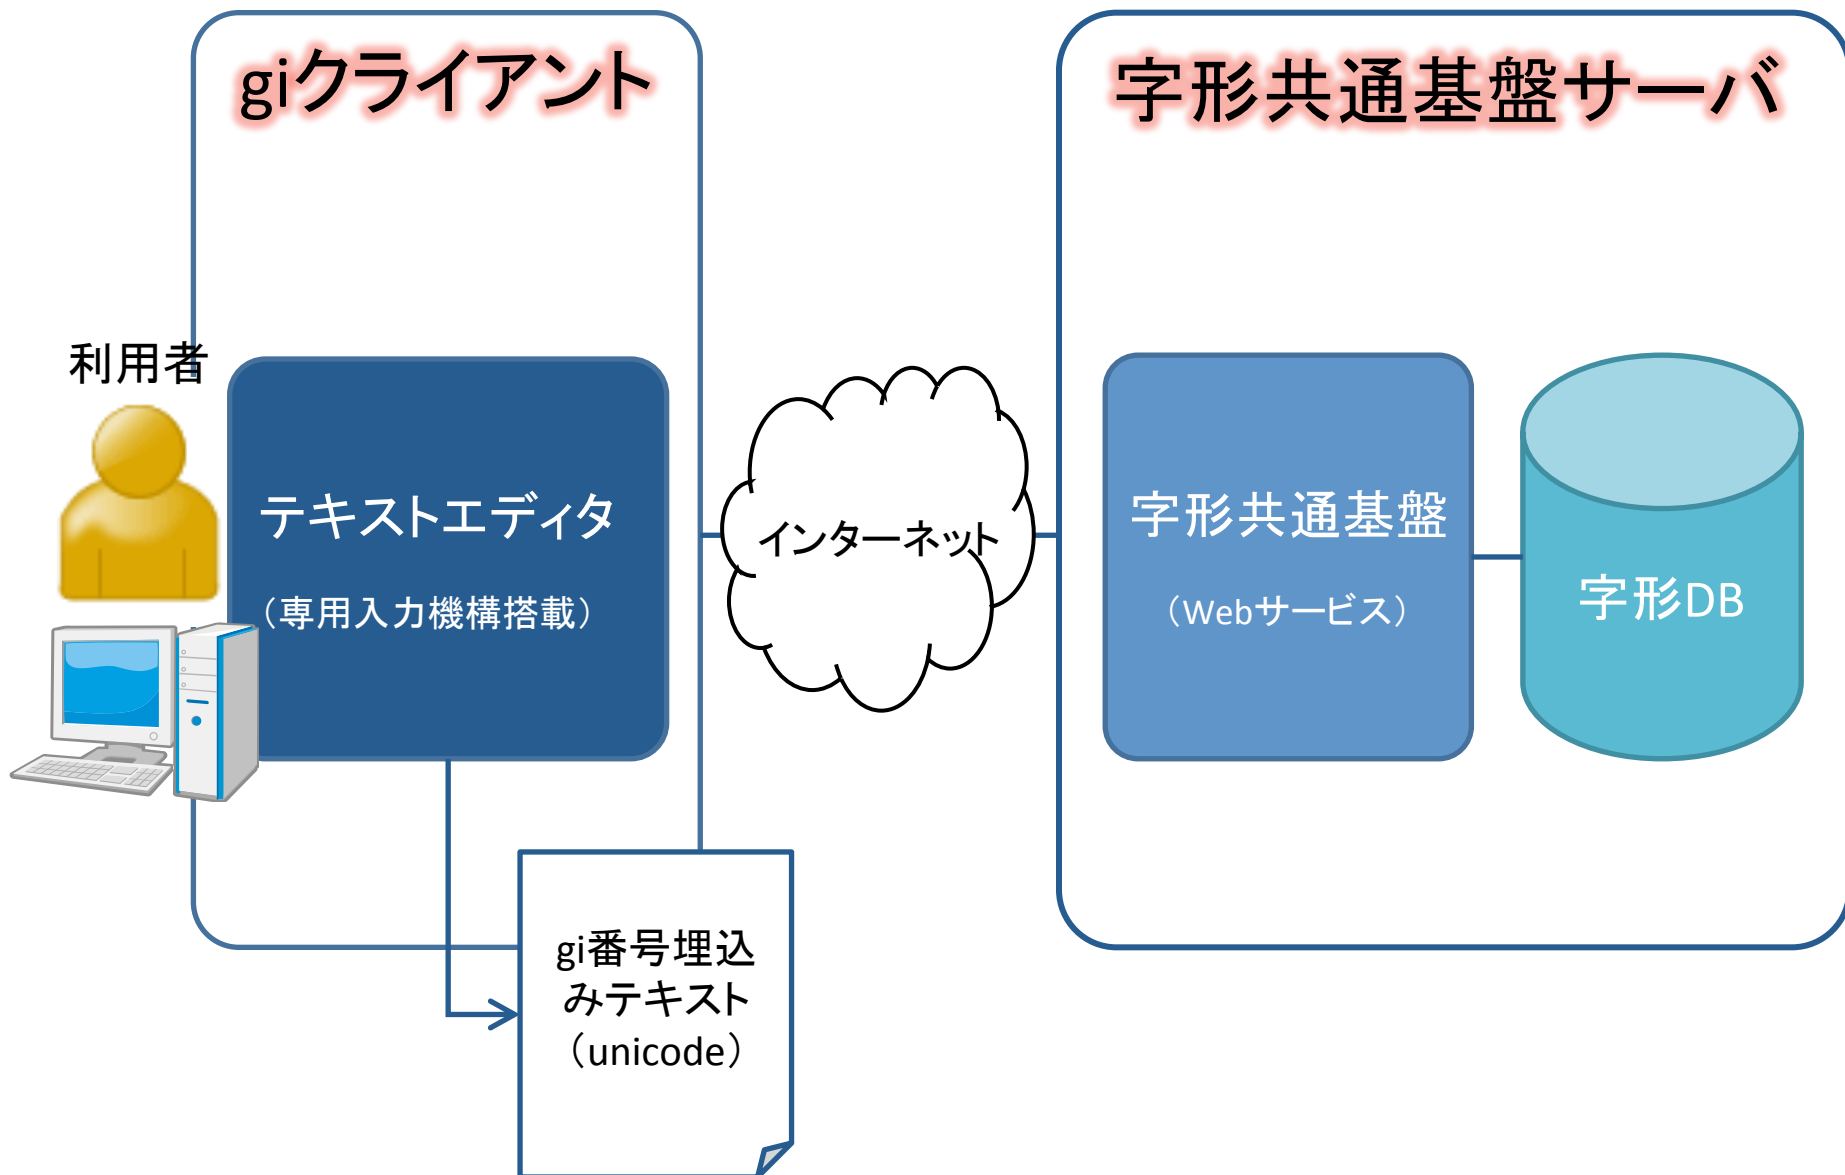 giクライアント
字形共通基盤サーバ
利用者
テキストエディタ
（専用入力機構搭載）
インターネット
字形共通基盤
（Webサービス）
字形DB
gi番号埋込
みテキスト
（unicode）